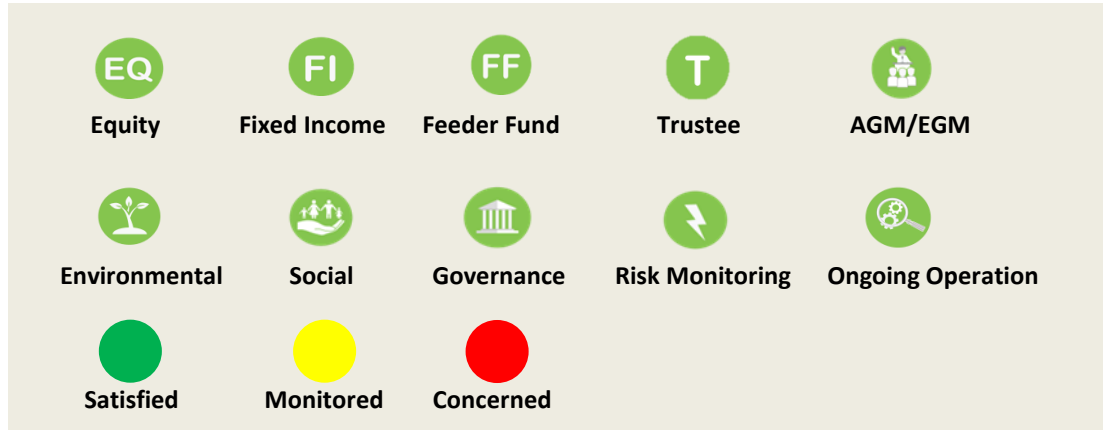 EQ FI FF T
Equity Fixed Income Feeder Fund Trustee AGM/EGM
Environmental Social Governance Risk Monitoring Ongoing Operation
Satisfied Monitored Concerned